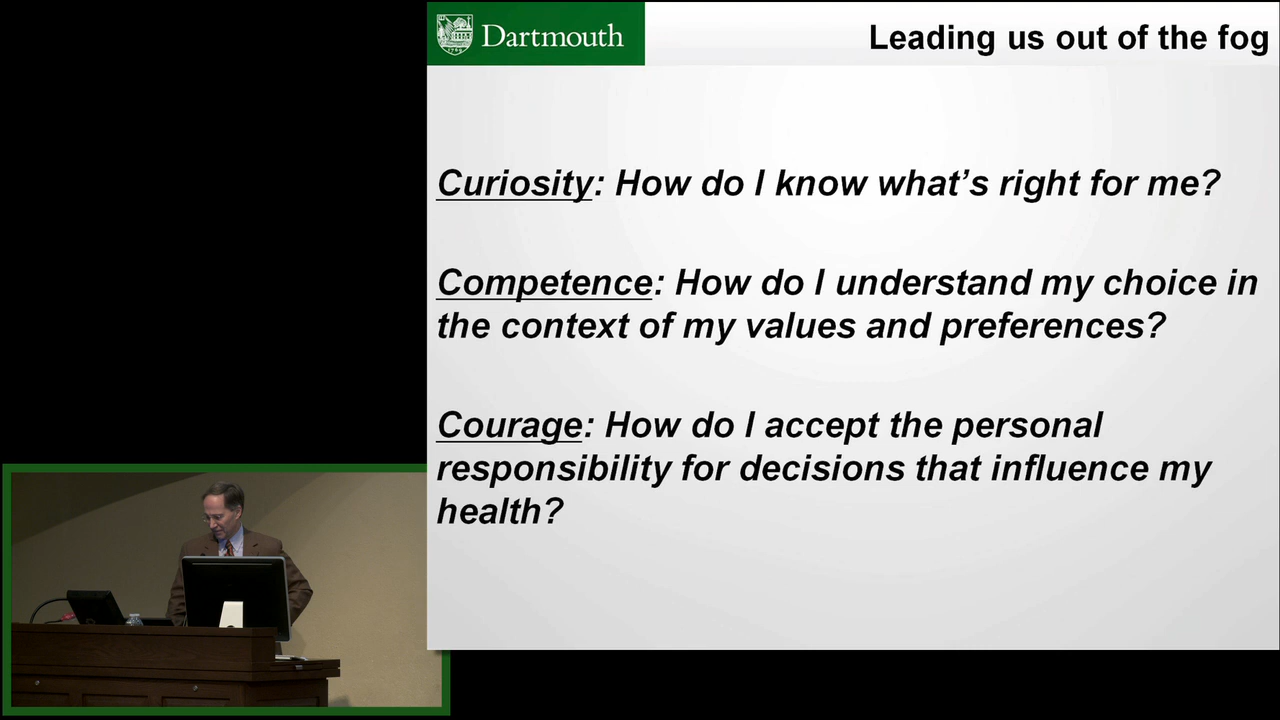 Dartmouth
Leading us out of the fog
Curiosity: How do I know what’s right for me?
Competence: How do I understand my choice in
the context of my values and preferences?
Courage: How do I accept the personal
responsibility for decisions that influence my
health?